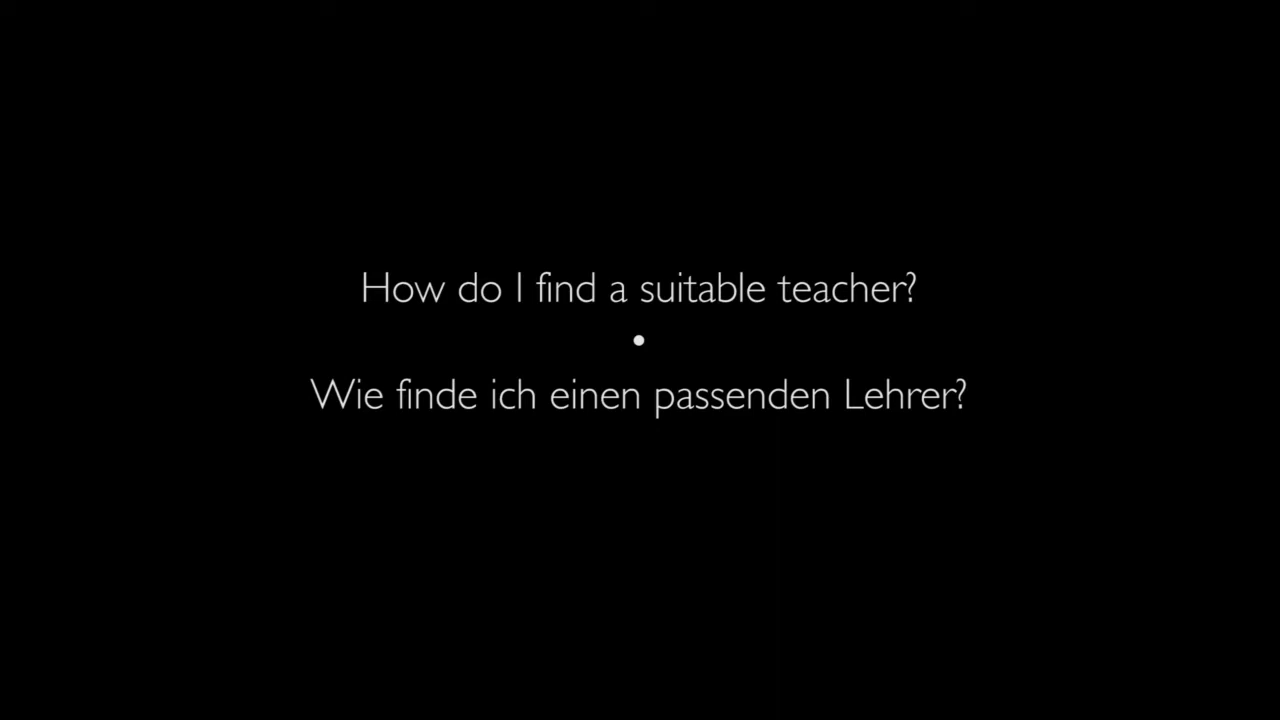 How do I find a suitable teacher?
•
Wie finde ich einen passenden Lehrer?